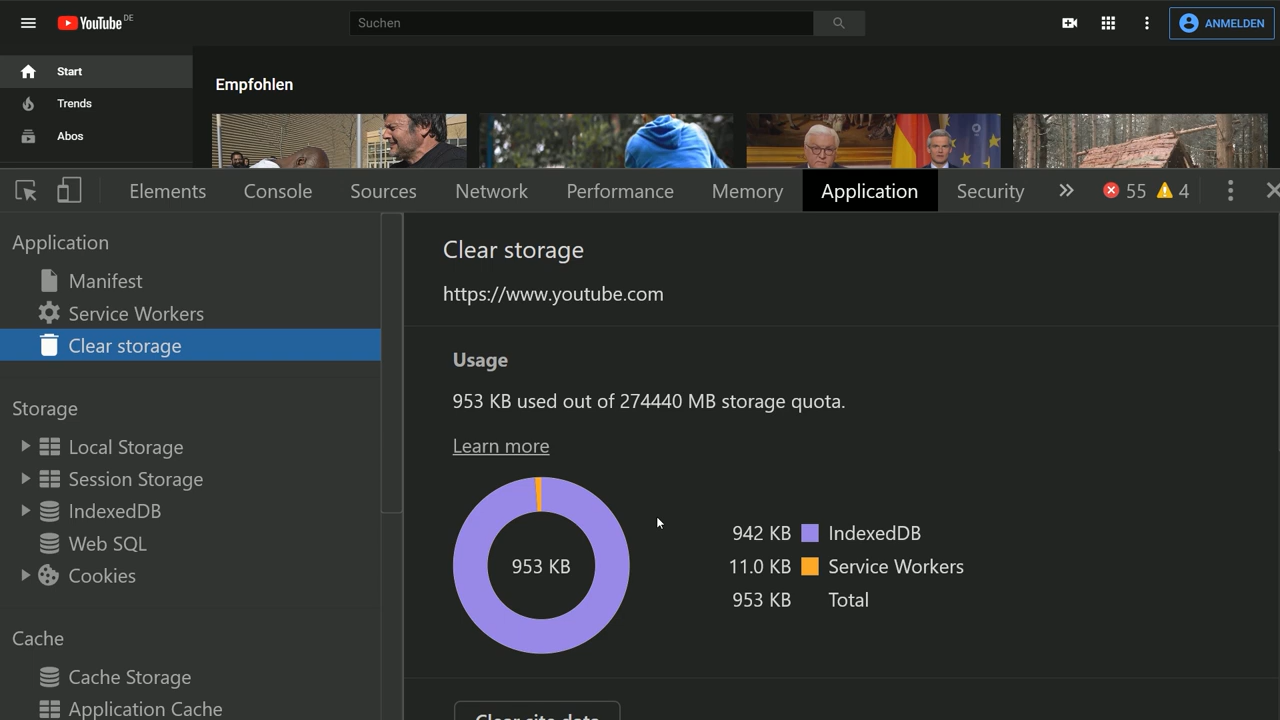 YouTube DE
Suchen
ANMELDEN
Start
Trends
Abos
Empfohlen
Elements Console Sources Network Performance Memory Application Security » 55 4
Application
Manifest
Service Workers
Clear storage
Storage
Local Storage
Session Storage
IndexedDB
Web SQL
Cookies
Cache
Cache Storage
Application Cache
Clear storage
https://www.youtube.com
Usage
953 KB used out of 274440 MB storage quota.
Learn more
953 KB
942 KB IndexedDB
11.0 KB Service Workers
953 KB Total
Clear site data